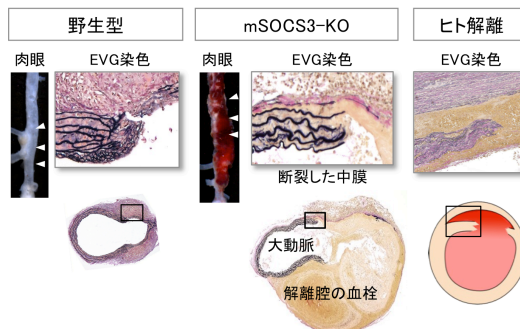 野生型
mSOCS3-KO
ヒト解離
肉眼
EVG染色
肉眼
EVG染色
EVG染色
断裂した中膜
大動脈
解離腔の血栓